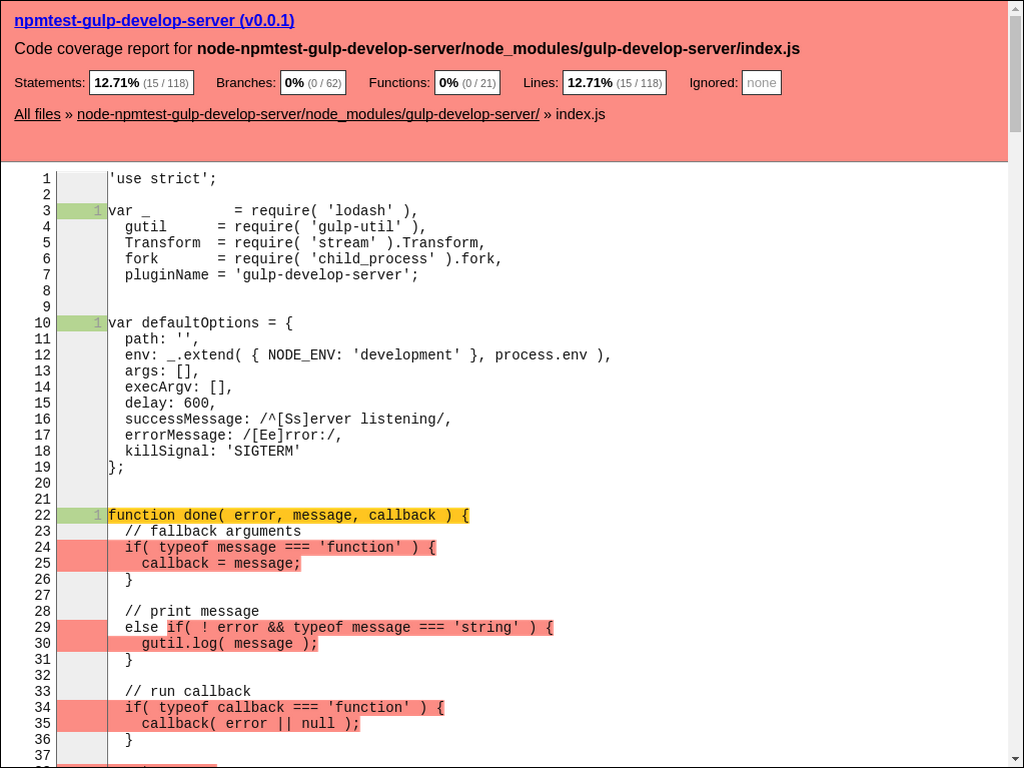 npmtest-gulp-develop-server (v0.0.1)
Code coverage report for node-npmtest-gulp-develop-server/node_modules/gulp-develop-server/index.js
Statements: 12.71% (15 / 118) Branches: 0% (0 / 62) Functions: 0% (0 / 21) Lines: 12.71% (15 / 118) Ignored: none
All files » node-npmtest-gulp-develop-server/node_modules/gulp-develop-server/ » index.js
1 'use strict';
2
3 1 var _          = require( 'lodash' ),
4   gutil      = require( 'gulp-util' ),
5   Transform  = require( 'stream' ).Transform,
6   fork       = require( 'child_process' ).fork,
7   pluginName = 'gulp-develop-server';
8
9
10 1 var defaultOptions = {
11   path: '',
12   env: _.extend( { NODE_ENV: 'development' }, process.env ),
13   args: [],
14   execArgv: [],
15   delay: 600,
16   successMessage: /^[Ss]erver listening/,
17   errorMessage: /[Ee]rror:/,
18   killSignal: 'SIGTERM'
19 };
20
21
22 1 function done( error, message, callback ) {
23   // fallback arguments
24   if( typeof message === 'function' ) {
25     callback = message;
26   }
27
28   // print message
29   else if( ! error && typeof message === 'string' ) {
30     gutil.log( message );
31   }
32
33   // run callback
34   if( typeof callback === 'function' ) {
35     callback( error || null );
36   }
37